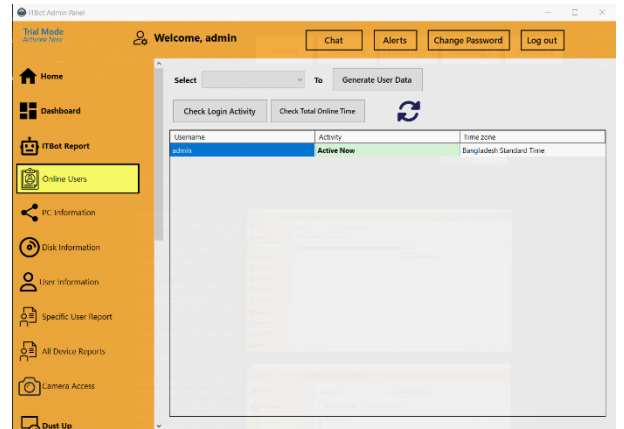 ITBot Admin Panel
Trial Mode
Activate Now
Welcome, admin
Chat
Alerts
Change Password
Log out
Home
Dashboard
ITBot Report
Online Users
PC Information
Disk Information
User Information
Specific User Report
All Device Reports
Camera Access
Dust Up
Select
To
Generate User Data
Check Login Activity
Check Total Online Time
Username Activity Time zone
admin Active Now Bangladesh Standard Time